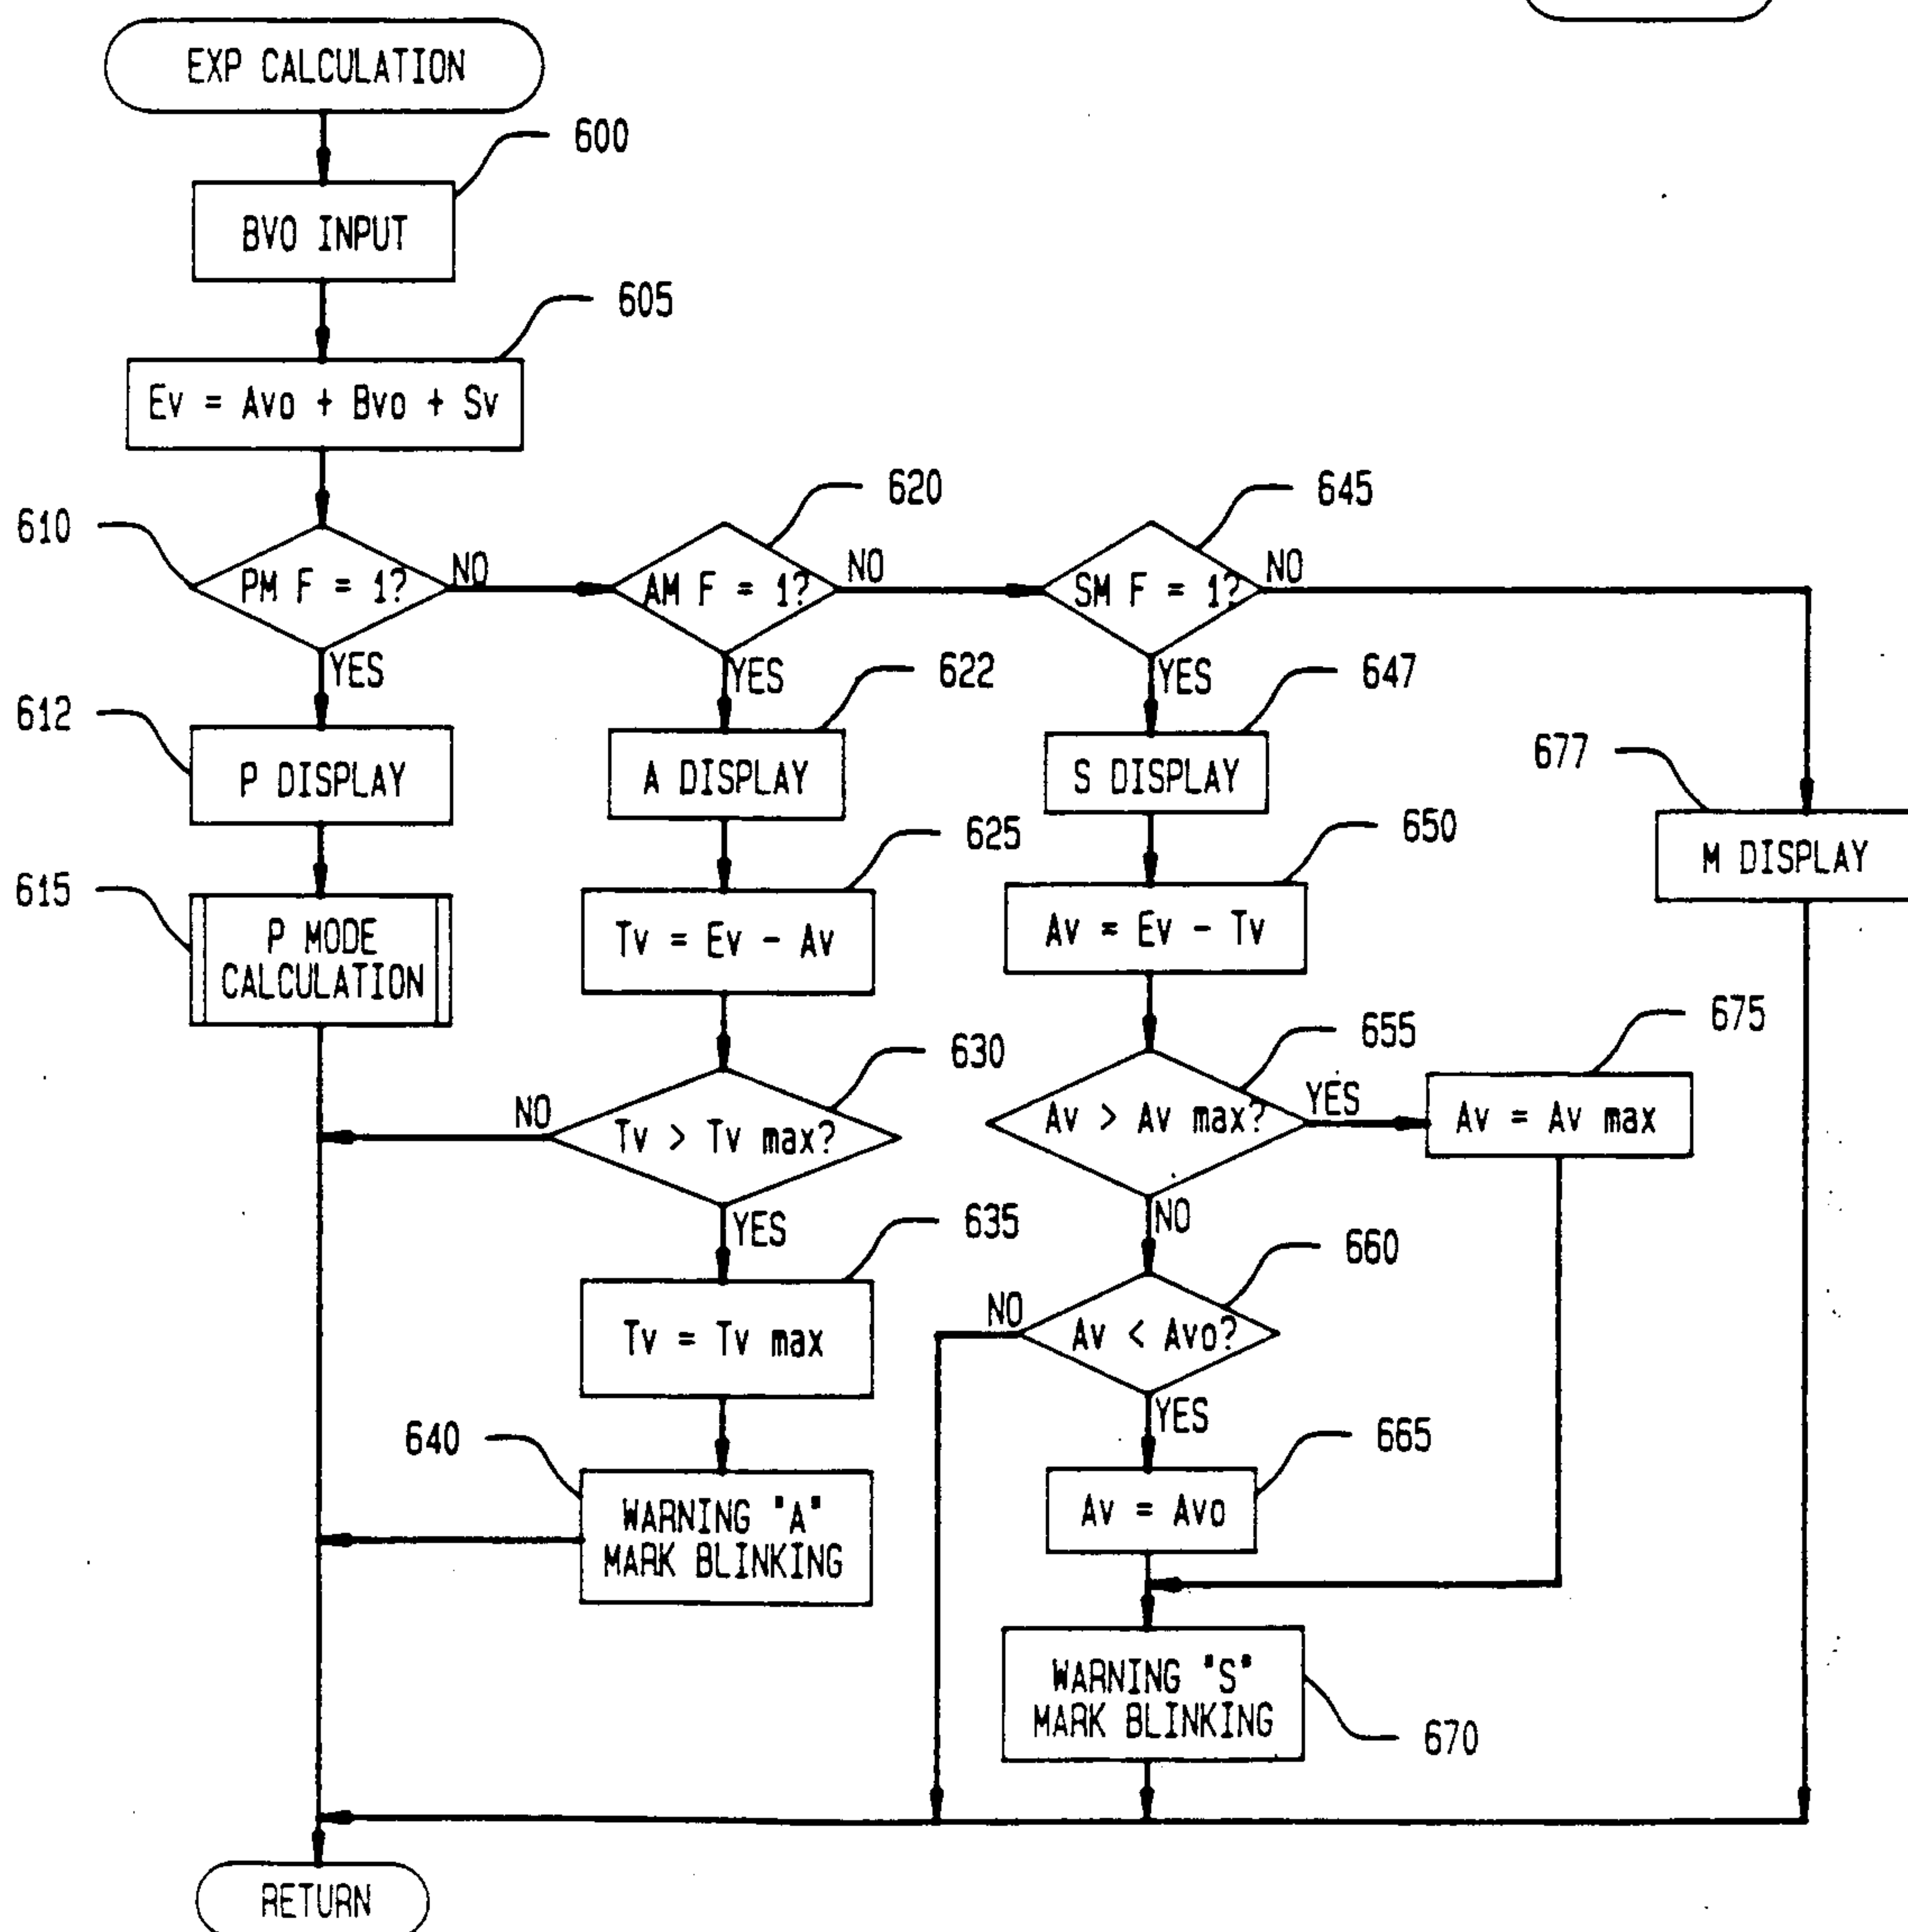 EXP CALCULATION
600
BVO INPUT
605
Ev = Avo + Bvo + Sv
610
PM F = 1?
NO
620
AM F = 1?
NO
645
SM F = 1?
NO
YES
YES
YES
612
P DISPLAY
622
A DISPLAY
647
S DISPLAY
677
M DISPLAY
615
P MODE
CALCULATION
625
Tv = Ev - Av
650
Av = Ev - Tv
630
Tv > Tv max?
NO
YES
655
Av > Av max?
YES
NO
675
Av = Av max
635
Tv = Tv max
660
Av < Avo?
NO
YES
640
WARNING "A"
MARK BLINKING
665
Av = Avo
WARNING "S"
MARK BLINKING
670
RETURN